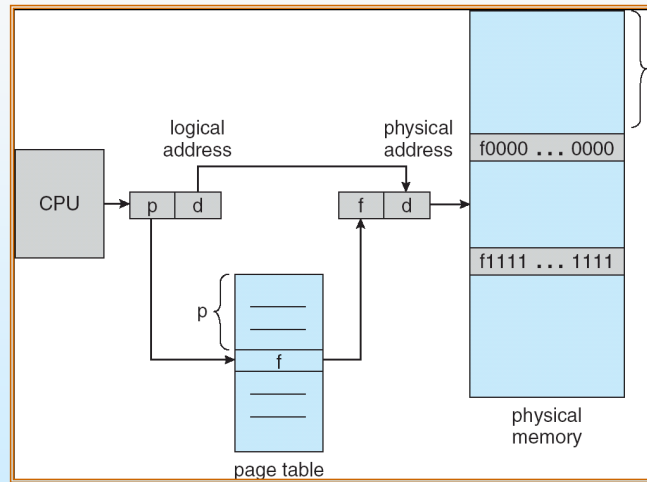 logical
address
physical
address
f0000 ... 0000
CPU
p d
f d
f1111 ... 1111
p
f
physical
memory
page table